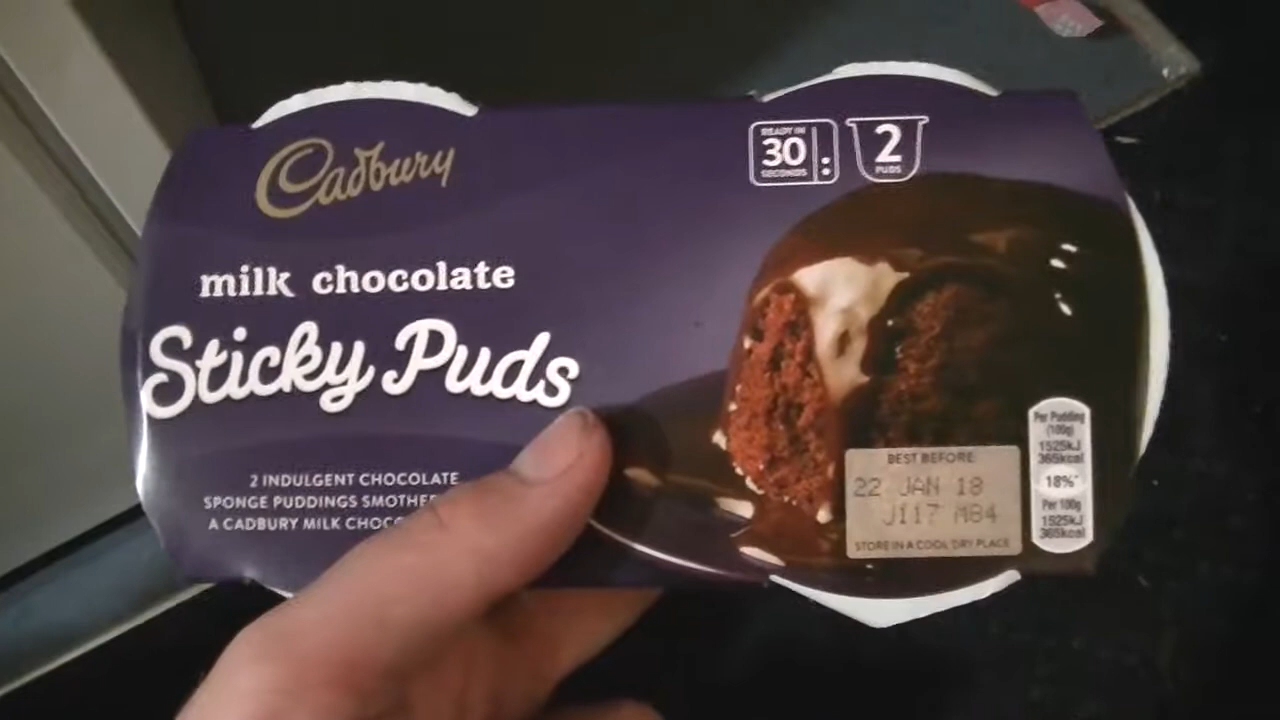 Cadbury
READY IN
30
SECONDS
2
PUDS
milk chocolate
Sticky Puds
2 INDULGENT CHOCOLATE
SPONGE PUDDINGS
A CADBURY MILK
BEST BEFORE
22 JAN 18
J117 M84
STORE IN A COOL DRY PLACE
Per Pudding
(100g)
1525kJ
365kcal
18%*
Per 100g
1525kJ
365kcal